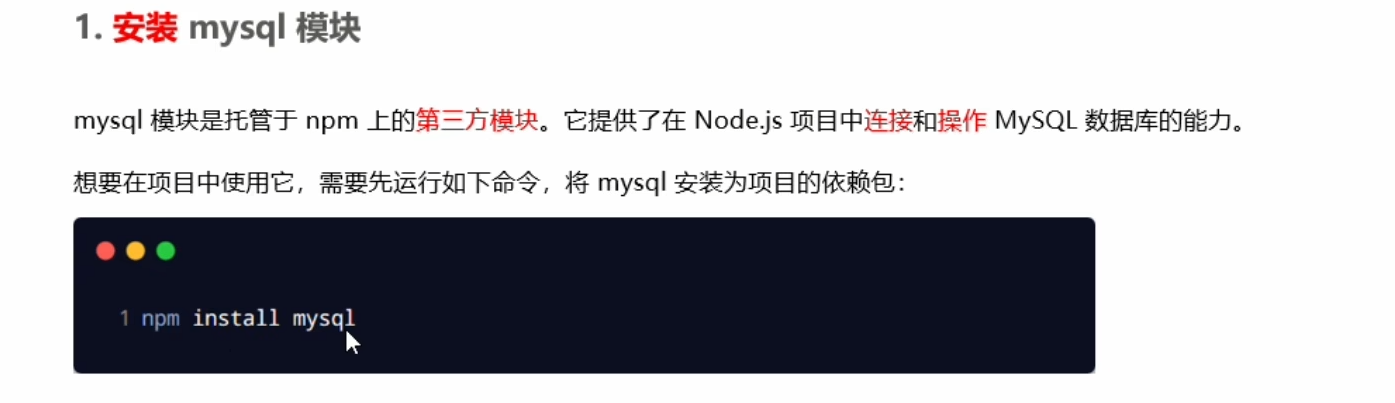 1. 安装 mysql 模块
mysql 模块是托管于 npm 上的第三方模块。它提供了在 Node.js 项目中连接和操作 MySQL 数据库的能力。
想要在项目中使用它，需要先运行如下命令，将 mysql 安装为项目的依赖包：
1 npm install mysql